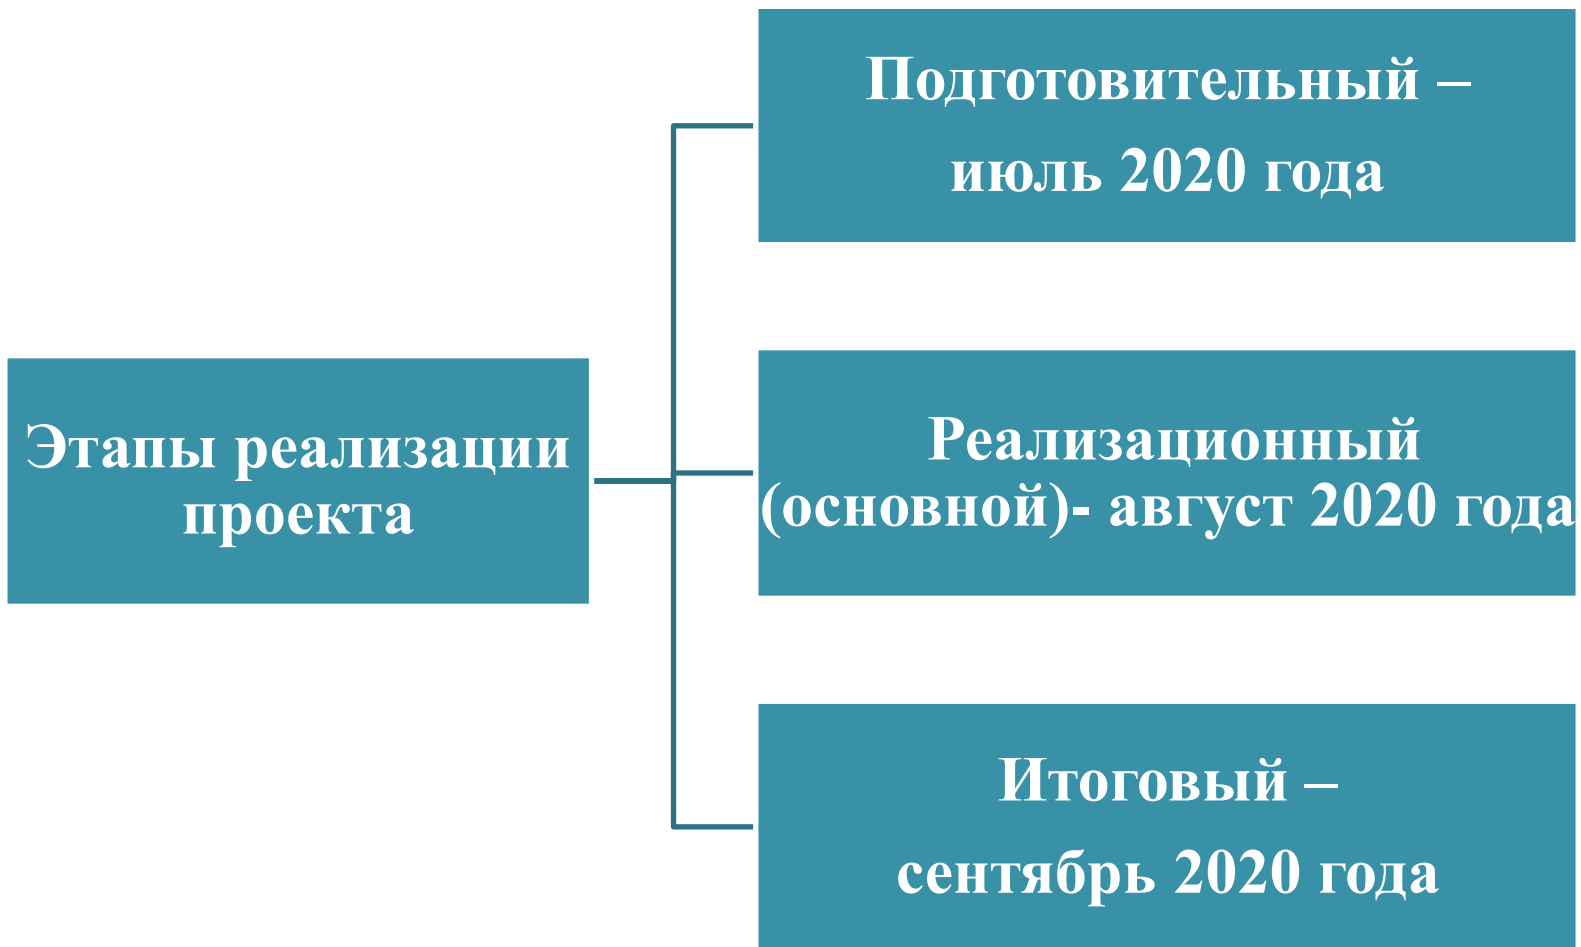 Этапы реализации
проекта
Подготовительный –
июль 2020 года
Реализационный
(основной)- август 2020 года
Итоговый –
сентябрь 2020 года